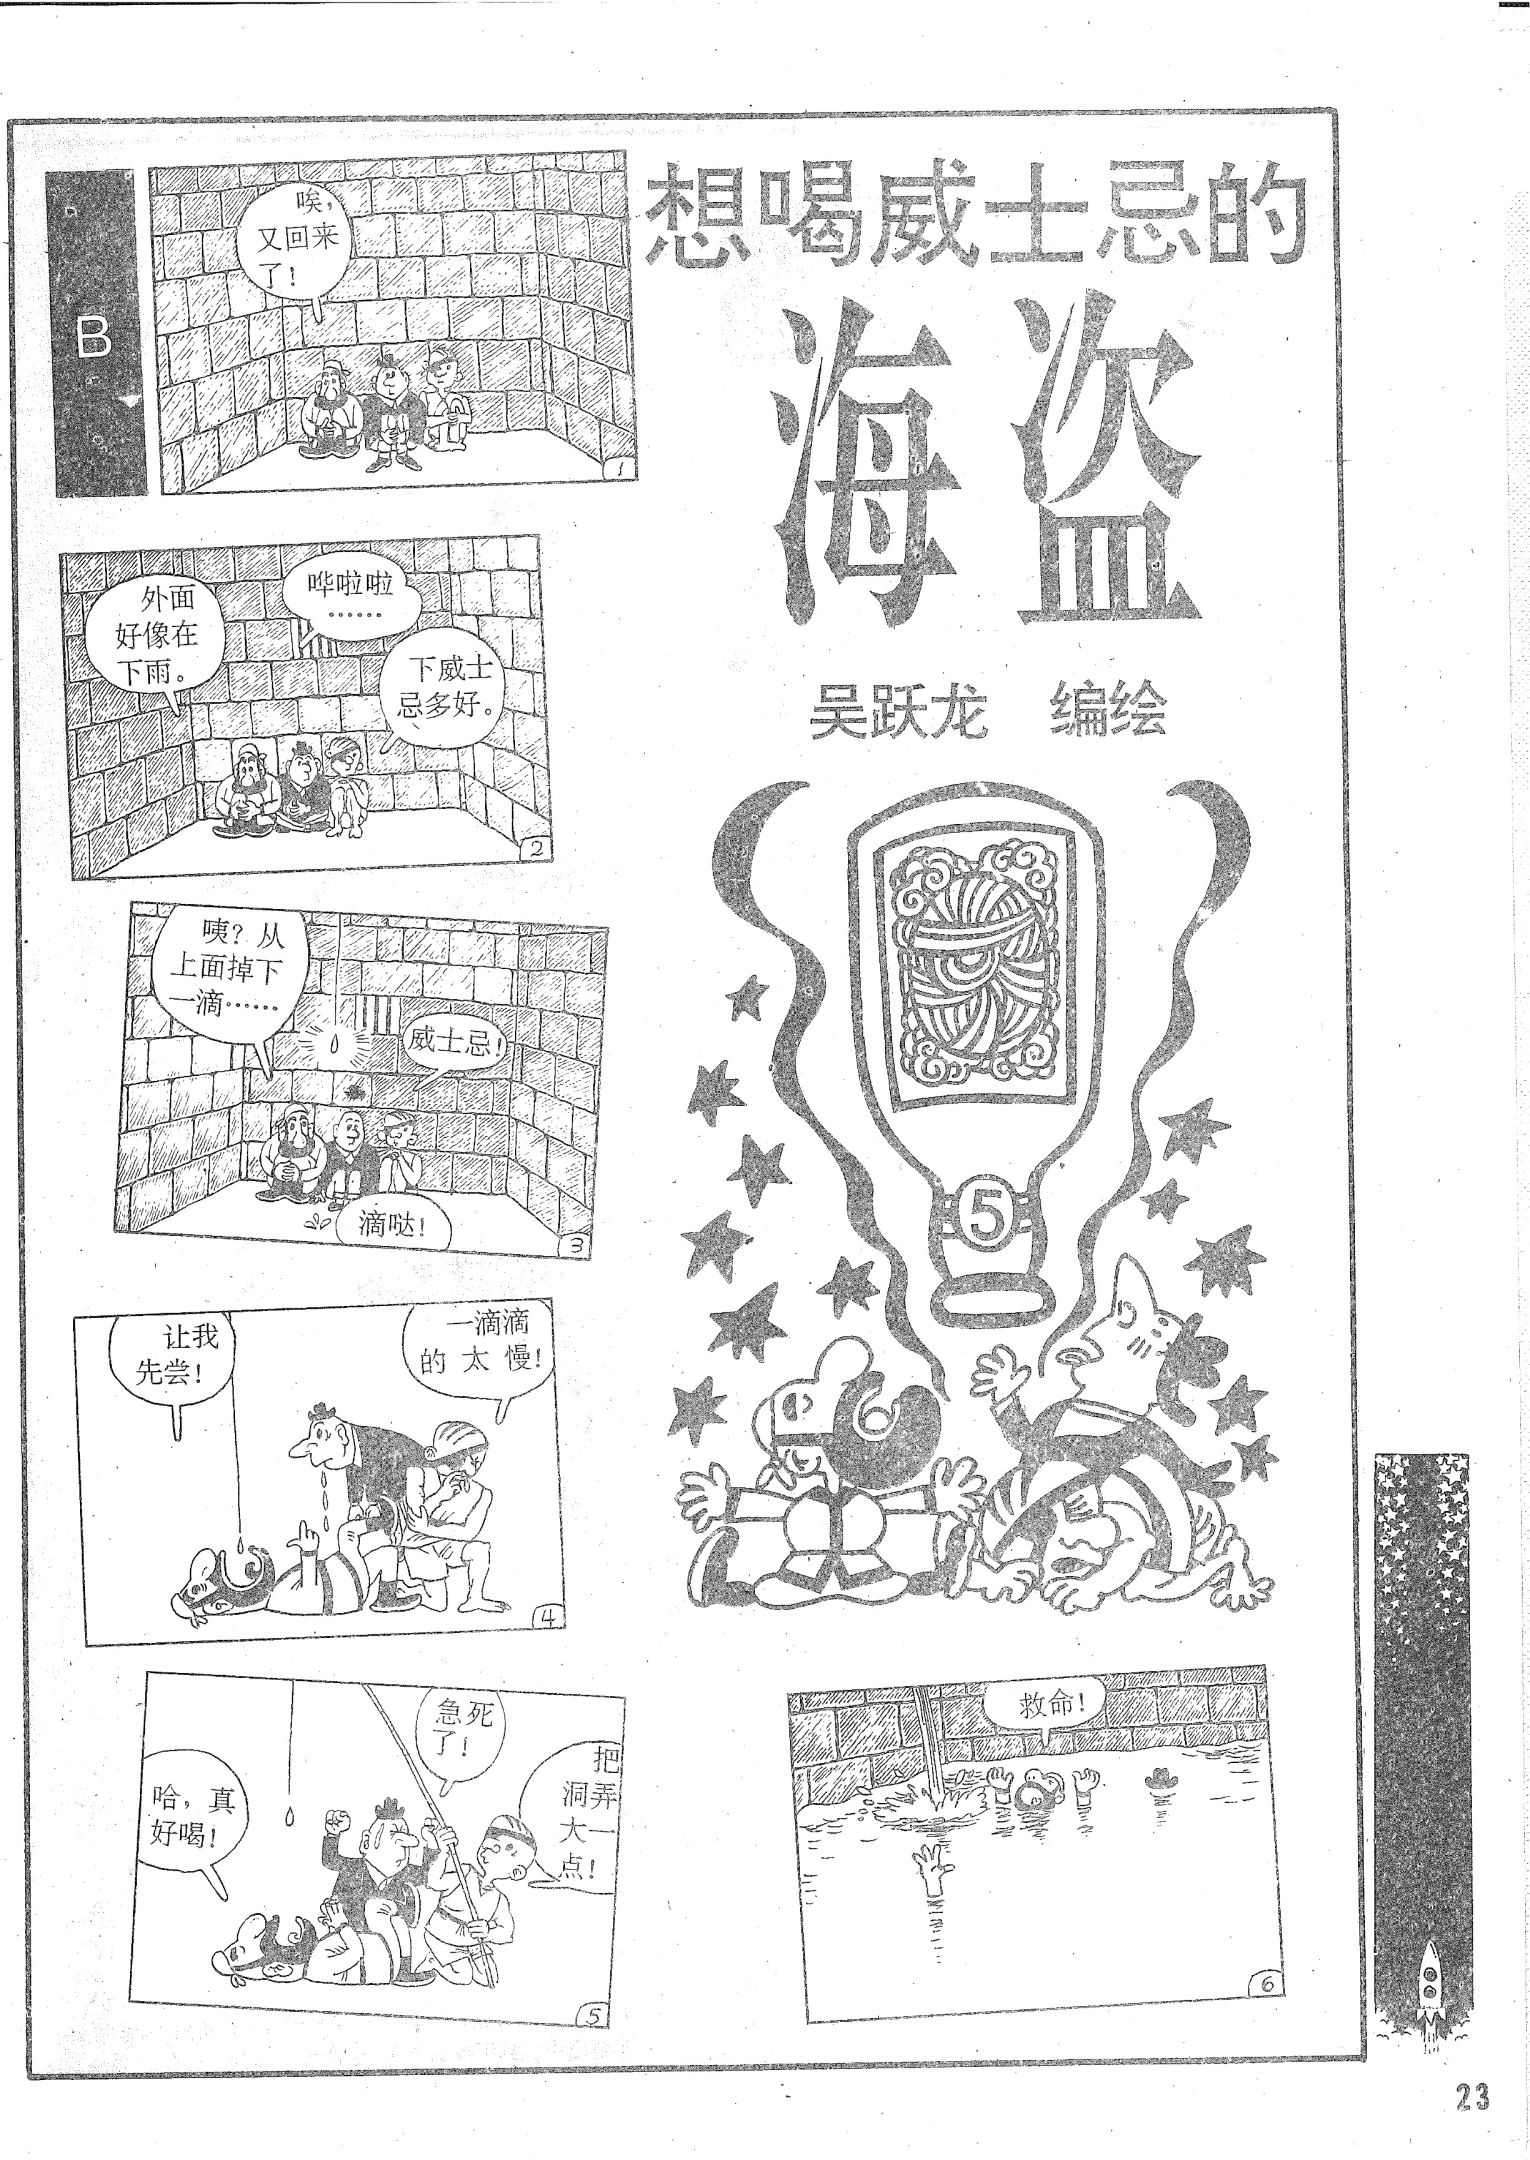 想喝威士忌的
海盗
吴跃龙 编绘
B
唉，
又回来
了！
1
外面
好像在
下雨。
哗啦啦
……
下威士
忌多好。
2
咦？从
上面掉下
一滴……
威士忌！
滴哒！
3
让我
先尝！
一滴滴
的太慢！
4
哈，真
好喝！
急死
了！
把
洞弄
大一
点！
5
救命！
6
5
23